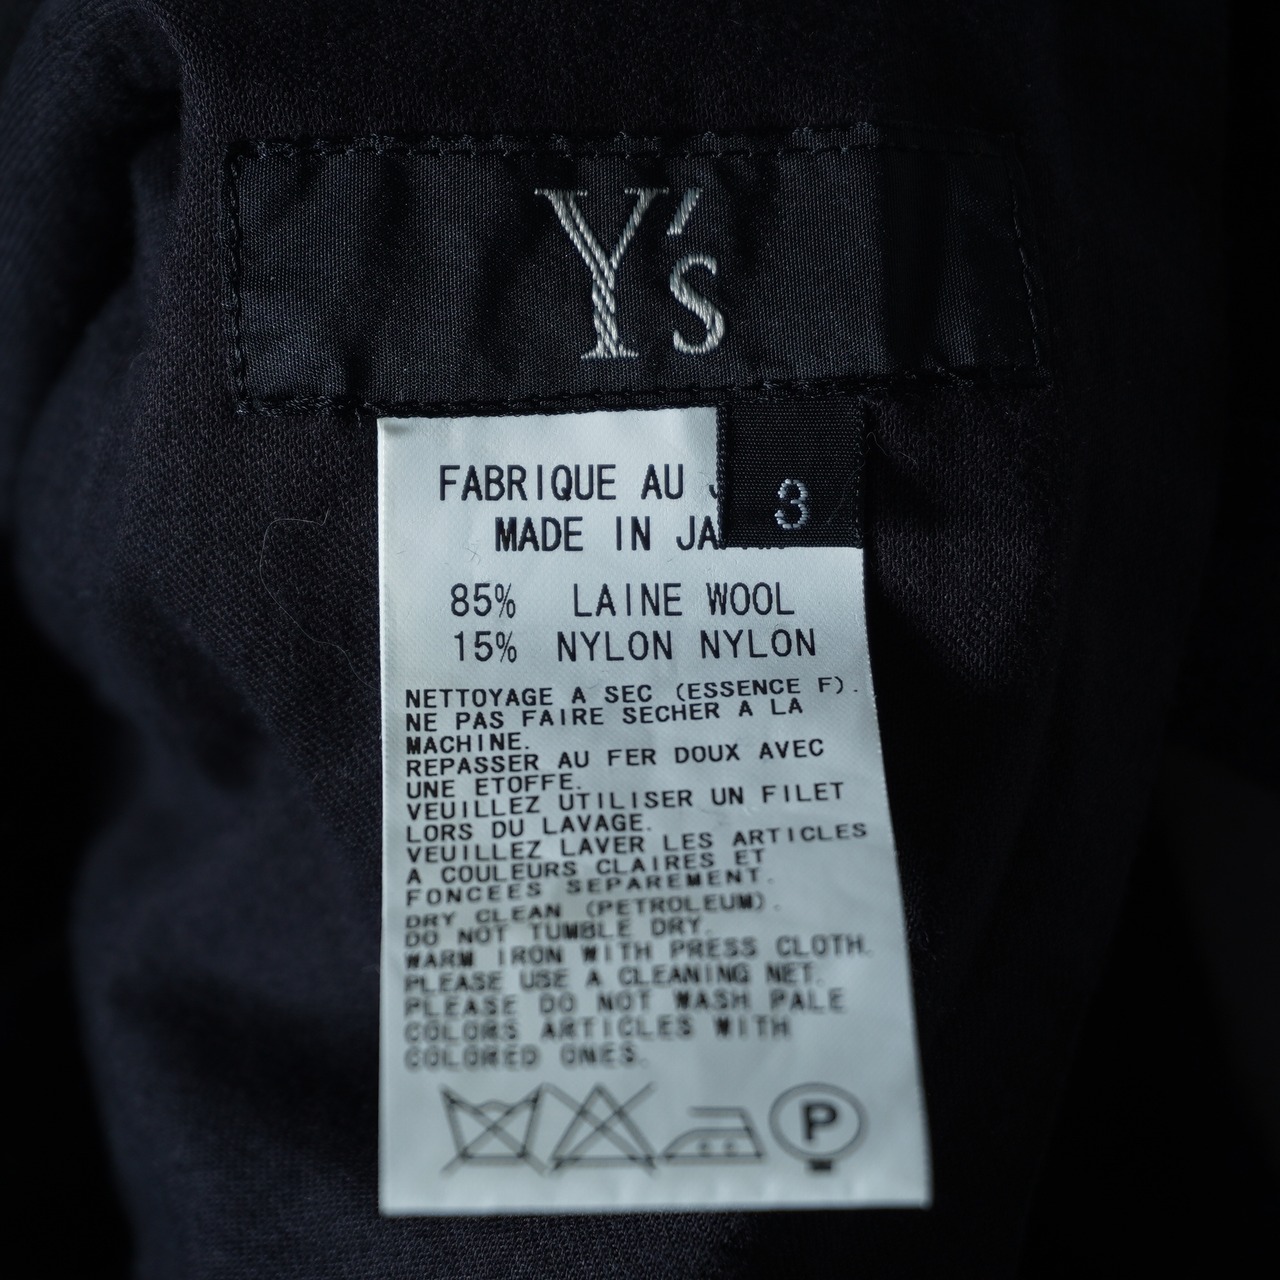 Y's
3
FABRIQUE AU
MADE IN
85% LAINE WOOL
15% NYLON NYLON
NETTOYAGE A SEC (ESSENCE F).
NE PAS FAIRE SECHER A LA
MACHINE.
REPASSER AU FER DOUX AVEC
UNE ETOFFE.
VEUILLEZ UTILISER UN FILET
LORS DU LAVAGE.
VEUILLEZ LAVER LES ARTICLES
A COULEURS CLAIRES ET
FONCEES SEPAREMENT.
DRY CLEAN (PETROLEUM).
DO NOT TUMBLE DRY.
WARM IRON WITH PRESS CLOTH.
PLEASE USE A CLEANING NET.
PLEASE DO NOT WASH PALE
COLORS ARTICLES WITH
COLORED ONES.
P